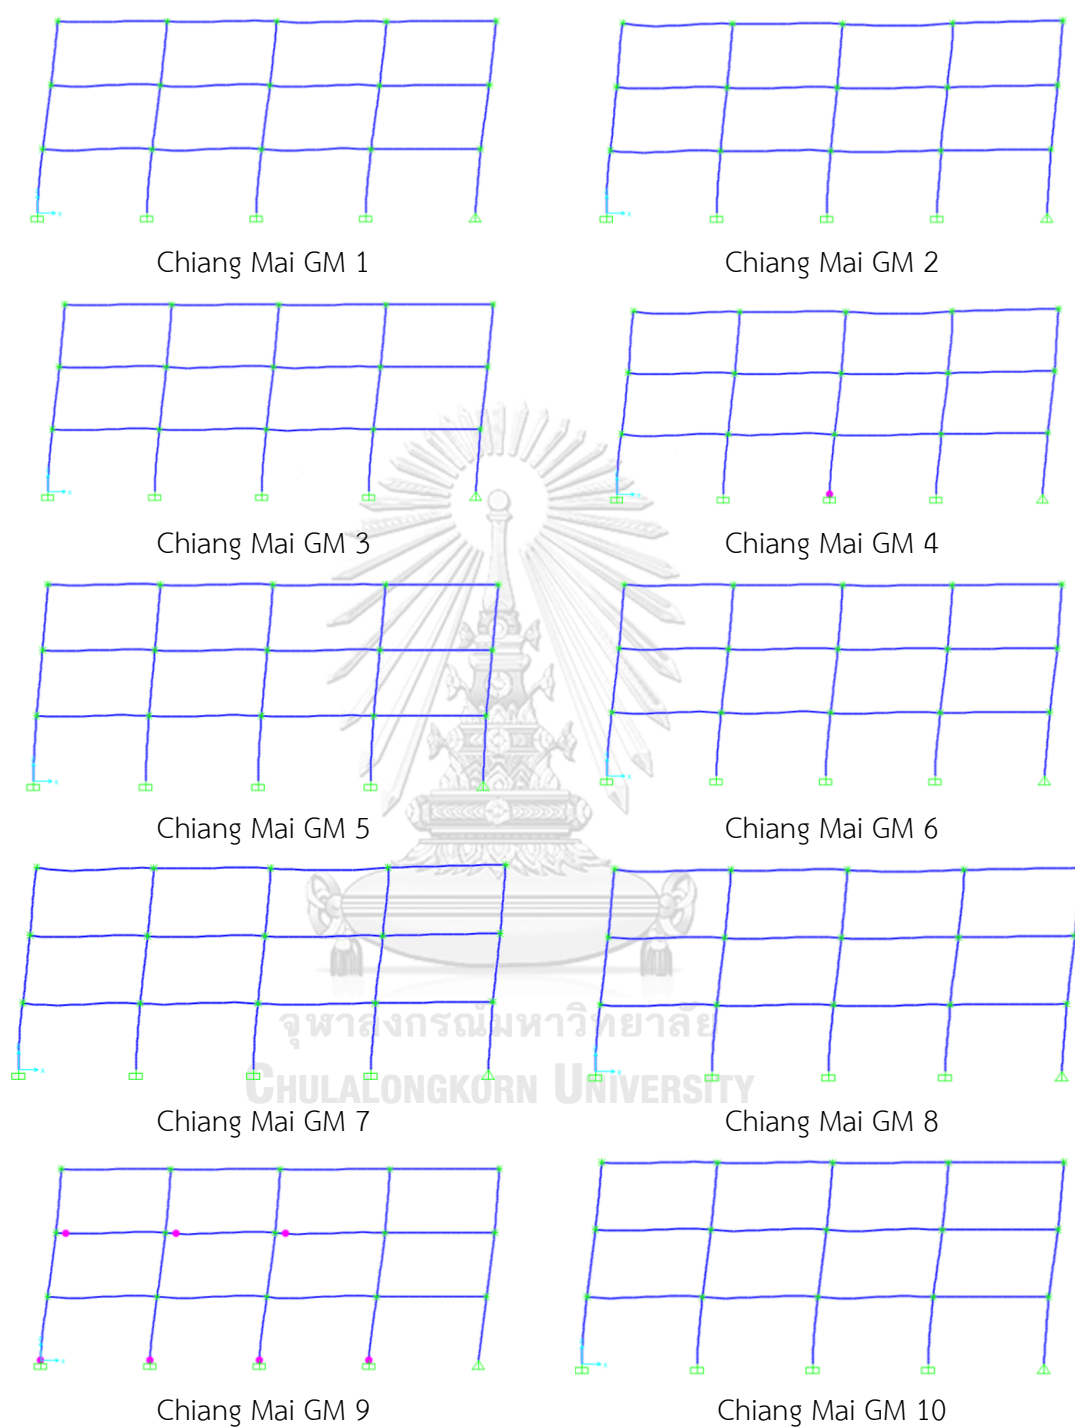 Chiang Mai GM 1
Chiang Mai GM 2
Chiang Mai GM 3
Chiang Mai GM 4
Chiang Mai GM 5
Chiang Mai GM 6
Chiang Mai GM 7
Chiang Mai GM 8
จุฬาลงกรณ์มหาวิทยาลัย
CHULALONGKORN UNIVERSITY
Chiang Mai GM 9
Chiang Mai GM 10